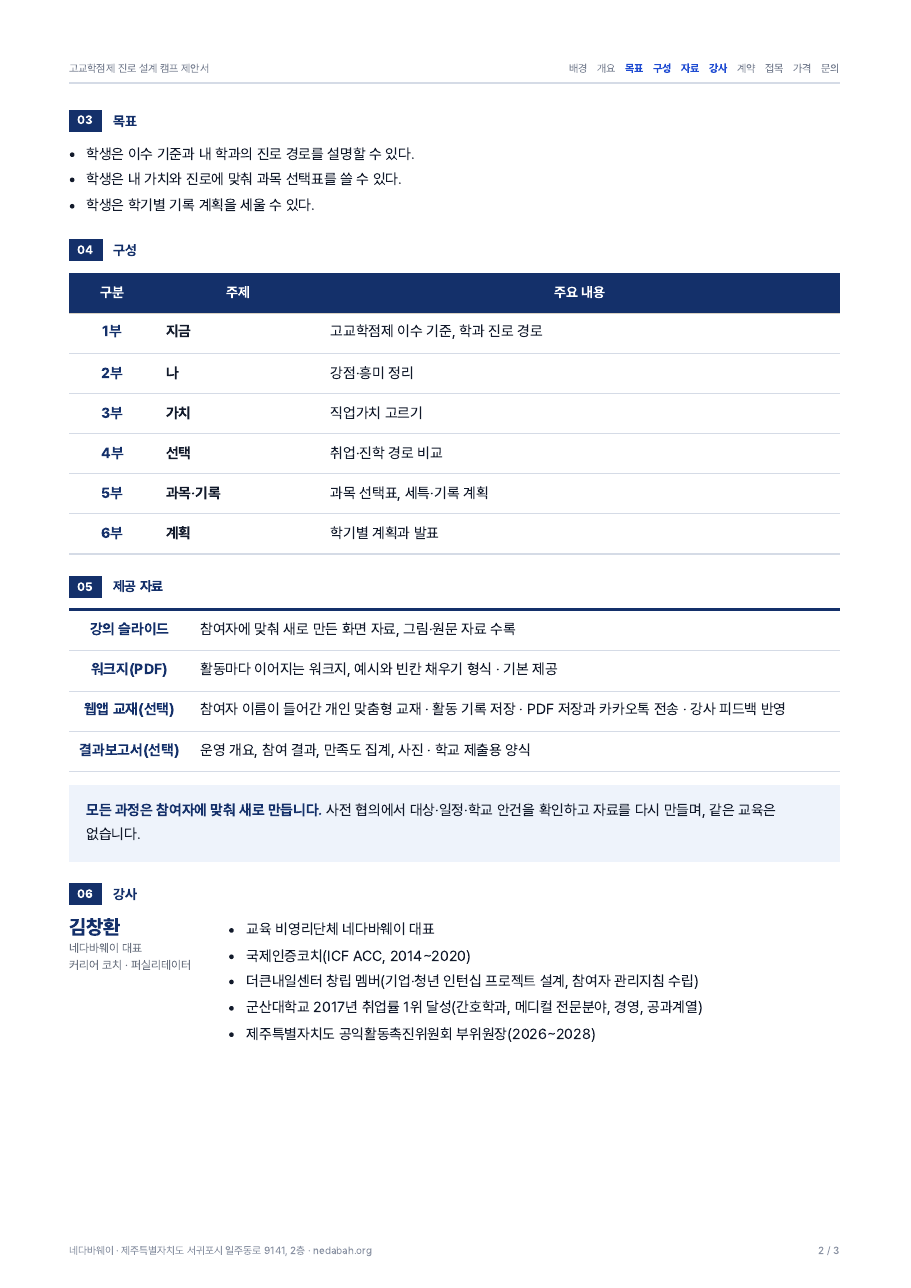 고교학점제 진로 설계 캠프 제안서
배경 개요 목표 구성 자료 강사 계약 접목 가격 문의
03 목표
• 학생은 이수 기준과 내 학과의 진로 경로를 설명할 수 있다.
• 학생은 내 가치와 진로에 맞춰 과목 선택표를 쓸 수 있다.
• 학생은 학기별 기록 계획을 세울 수 있다.
04 구성
구분 주제 주요 내용
1부 지금 고교학점제 이수 기준, 학과 진로 경로
2부 나 강점·흥미 정리
3부 가치 직업가치 고르기
4부 선택 취업·진학 경로 비교
5부 과목·기록 과목 선택표, 세특·기록 계획
6부 계획 학기별 계획과 발표
05 제공 자료
강의 슬라이드 참여자에 맞춰 새로 만든 화면 자료, 그림·원문 자료 수록
워크지(PDF) 활동마다 이어지는 워크지, 예시와 빈칸 채우기 형식 · 기본 제공
웹앱 교재(선택) 참여자 이름이 들어간 개인 맞춤형 교재 · 활동 기록 저장 · PDF 저장과 카카오톡 전송 · 강사 피드백 반영
결과보고서(선택) 운영 개요, 참여 결과, 만족도 집계, 사진 · 학교 제출용 양식
모든 과정은 참여자에 맞춰 새로 만듭니다. 사전 협의에서 대상·일정·학교 안건을 확인하고 자료를 다시 만들며, 같은 교육은
없습니다.
06 강사
김창환
네다바웨이 대표
커리어 코치 · 퍼실리테이터
• 교육 비영리단체 네다바웨이 대표
• 국제인증코치(ICF ACC, 2014~2020)
• 더큰내일센터 창립 멤버(기업·청년 인턴십 프로젝트 설계, 참여자 관리지침 수립)
• 군산대학교 2017년 취업률 1위 달성(간호학과, 메디컬 전문분야, 경영, 공과계열)
• 제주특별자치도 공익활동촉진위원회 부위원장(2026~2028)
네다바웨이 · 제주특별자치도 서귀포시 일주동로 9141, 2층 · nedabah.org
2 / 3